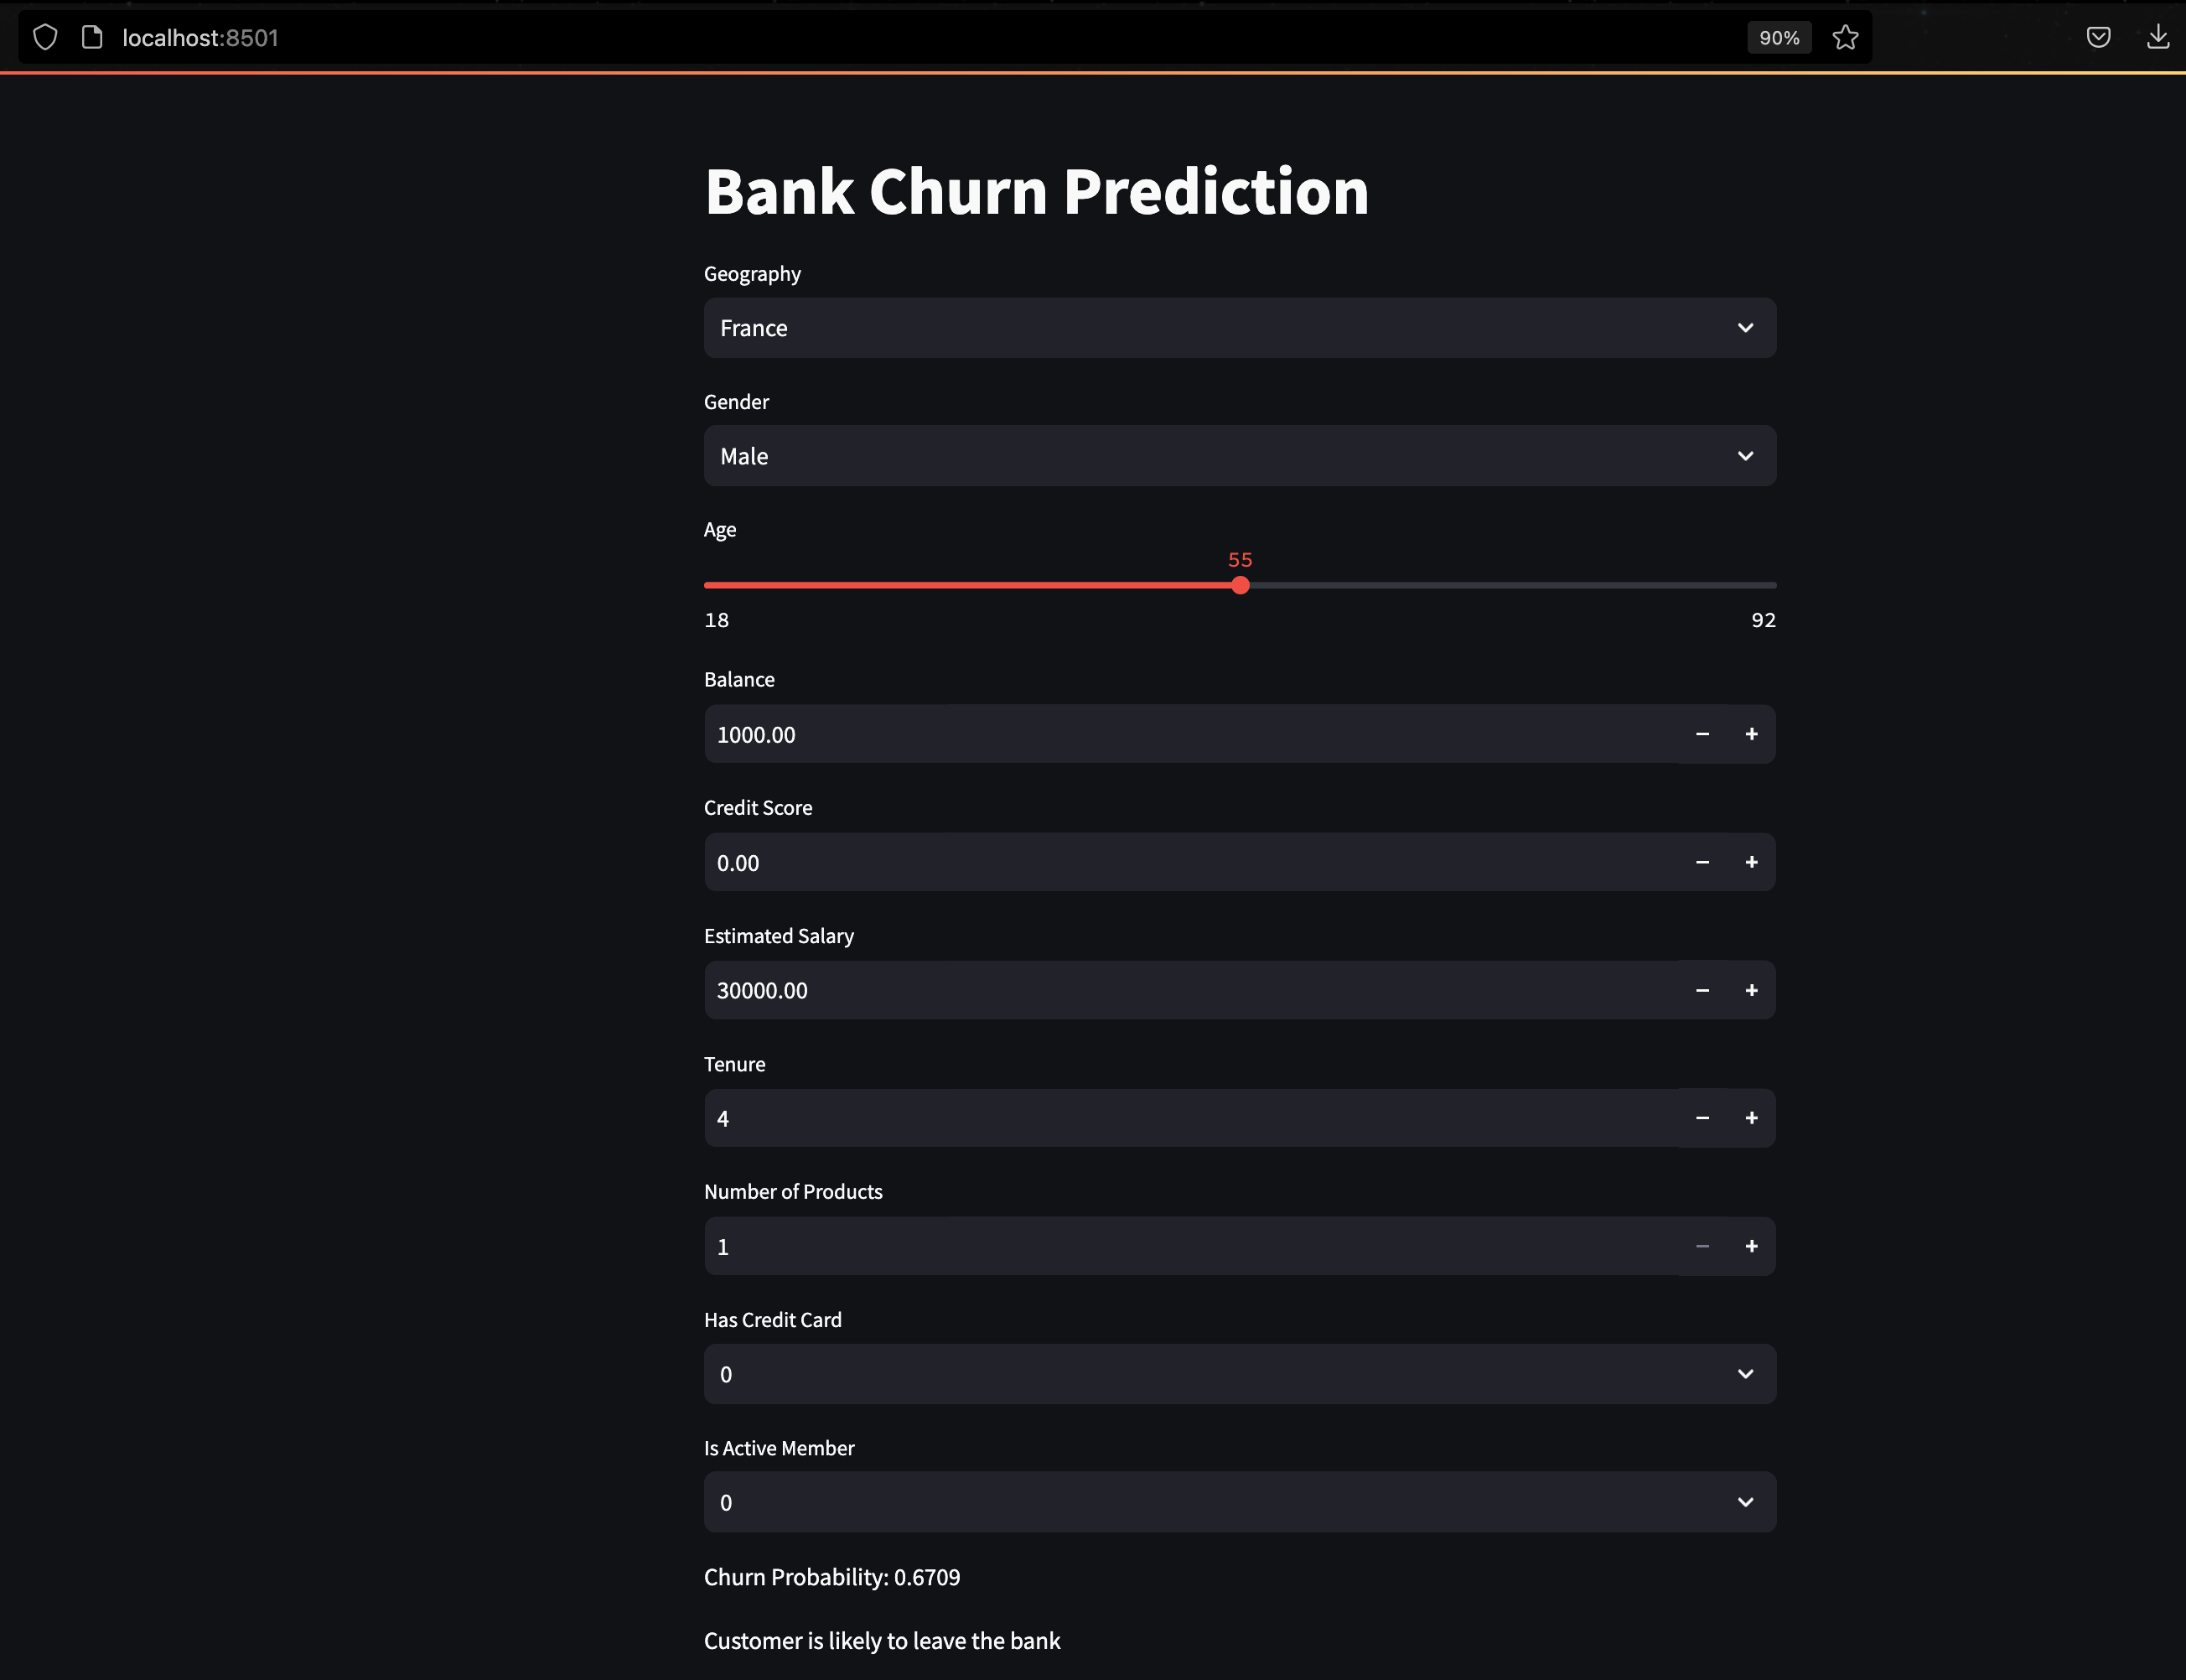 localhost:8501
90%
Bank Churn Prediction
Geography
France
Gender
Male
Age
55
18 92
Balance
1000.00
Credit Score
0.00
Estimated Salary
30000.00
Tenure
4
Number of Products
1
Has Credit Card
0
Is Active Member
0
Churn Probability: 0.6709
Customer is likely to leave the bank